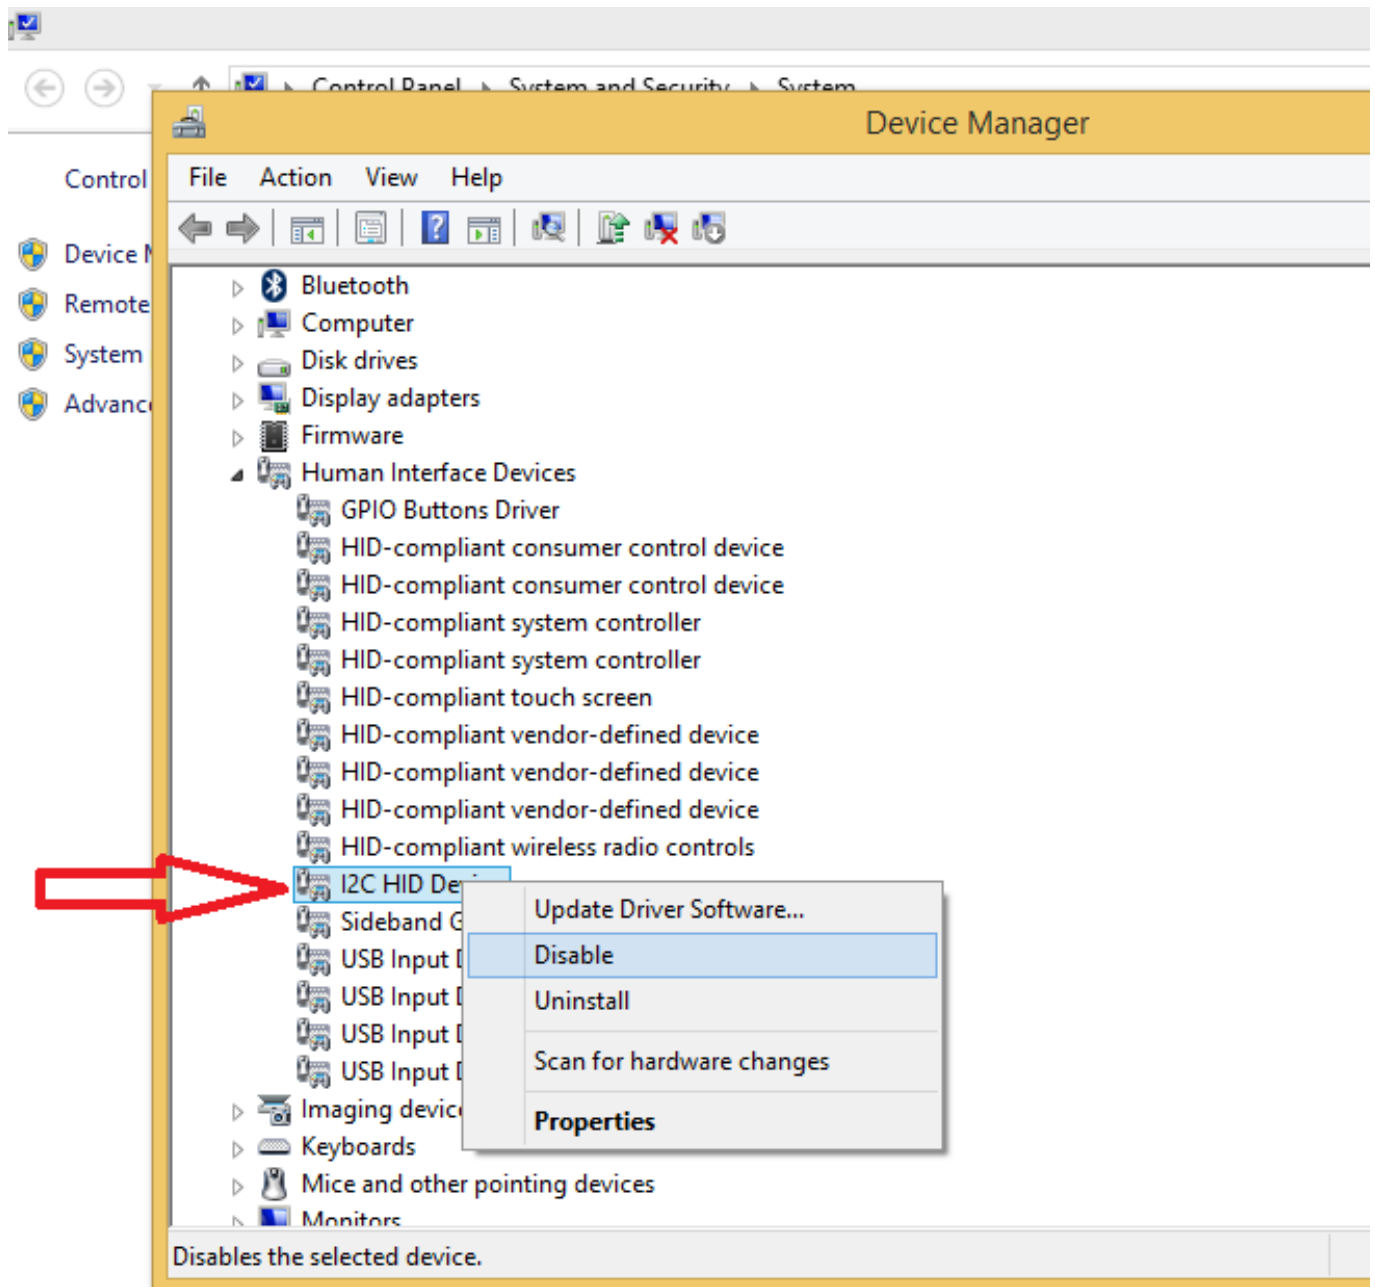 Control Panel System and Security System
Device Manager
File Action View Help
Control
Device
Remote
System
Bluetooth
Computer
Disk drives
Display adapters
Firmware
Human Interface Devices
GPIO Buttons Driver
HID-compliant consumer control device
HID-compliant consumer control device
HID-compliant system controller
HID-compliant system controller
HID-compliant touch screen
HID-compliant vendor-defined device
HID-compliant vendor-defined device
HID-compliant vendor-defined device
HID-compliant wireless radio controls
I2C HID
Sideband
USB Input
USB Input
USB Input
USB Input
Imaging
Keyboards
Mice and other pointing devices
Monitors
Update Driver Software...
Disable
Uninstall
Scan for hardware changes
Properties
Disables the selected device.